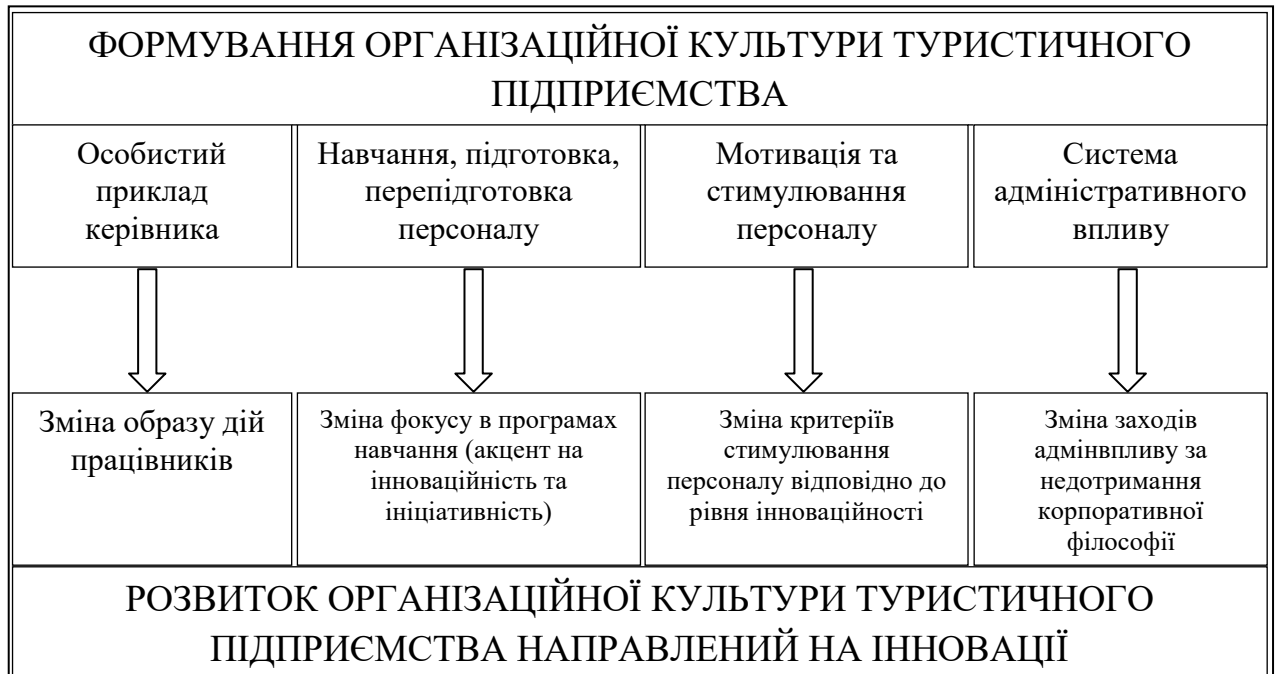 ФОРМУВАННЯ ОРГАНІЗАЦІЙНОЇ КУЛЬТУРИ ТУРИСТИЧНОГО
ПІДПРИЄМСТВА
Особистий
приклад
керівника
Навчання, підготовка,
перепідготовка
персоналу
Мотивація та
стимулювання
персоналу
Система
адміністративного
впливу
Зміна образу дій
працівників
Зміна фокусу в програмах
навчання (акцент на
інноваційність та
ініціативність)
Зміна критеріїв
стимулювання
персоналу відповідно до
рівня інноваційності
Зміна заходів
адмінвпливу за
недотримання
корпоративної
філософії
РОЗВИТОК ОРГАНІЗАЦІЙНОЇ КУЛЬТУРИ ТУРИСТИЧНОГО
ПІДПРИЄМСТВА НАПРАВЛЕНИЙ НА ІННОВАЦІЇ